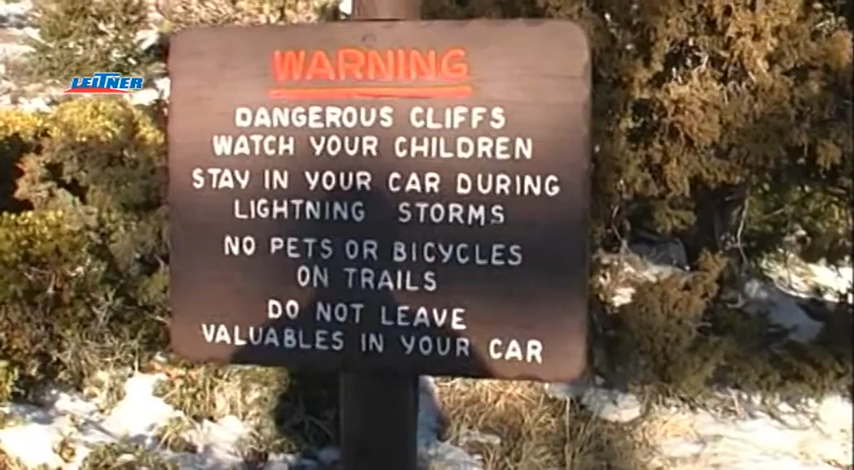 LEITNER
WARNING
DANGEROUS CLIFFS
WATCH YOUR CHILDREN
STAY IN YOUR CAR DURING
LIGHTNING STORMS
NO PETS OR BICYCLES
ON TRAILS
DO NOT LEAVE
VALUABLES IN YOUR CAR